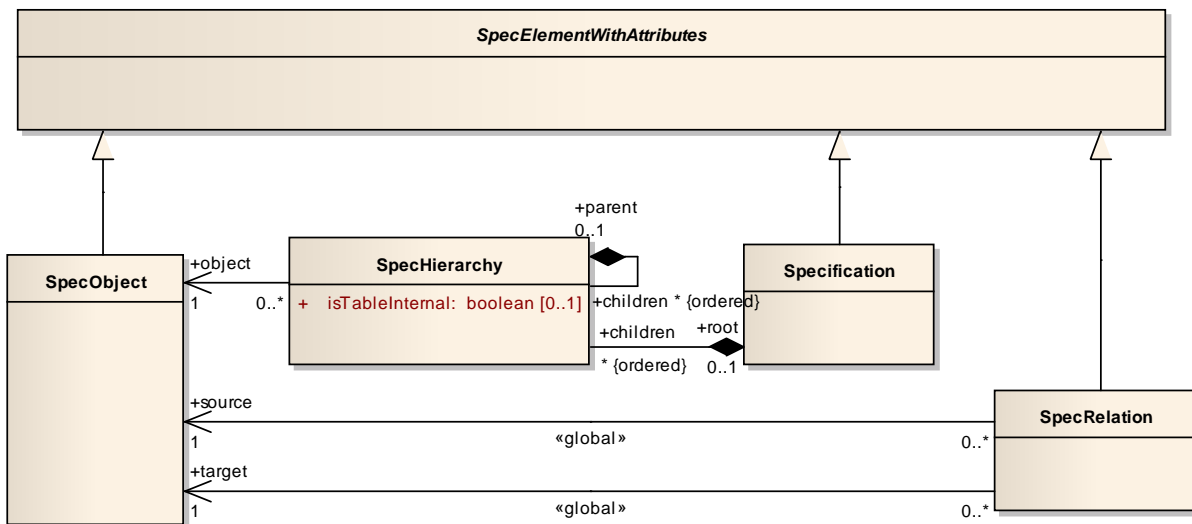 SpecElementWithAttributes
+parent
0..1
SpecObject
+object
1
0..*
SpecHierarchy
+ isTableInternal: boolean [0..1]
+children * {ordered}
+children
* {ordered}
+root
0..1
Specification
+source
1
«global»
0..*
SpecRelation
+target
1
«global»
0..*